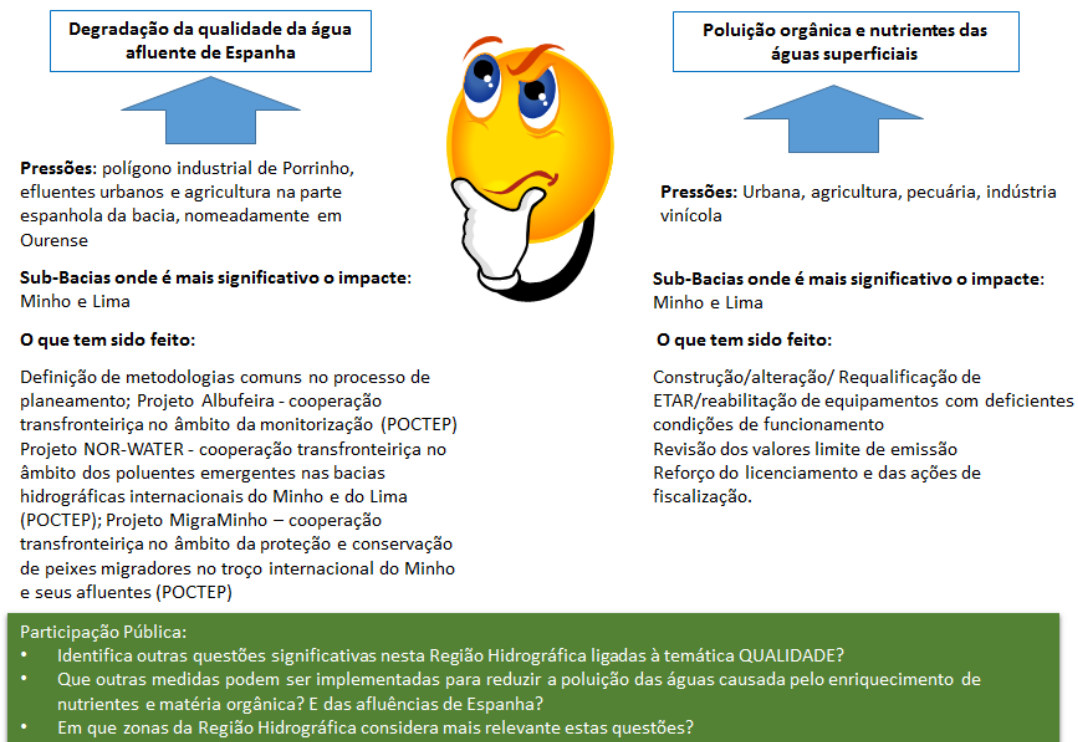 Degradação da qualidade da água
afluente de Espanha
Pressões: polígono industrial de Porrinho,
efluentes urbanos e agricultura na parte
espanhola da bacia, nomeadamente em
Ourense
Sub-Bacias onde é mais significativo o impacte:
Minho e Lima
O que tem sido feito:
Definição de metodologias comuns no processo de
planeamento; Projeto Albufeira - cooperação
transfronteiriça no âmbito da monitorização (POCTEP)
Projeto NOR-WATER - cooperação transfronteiriça no
âmbito dos poluentes emergentes nas bacias
hidrográficas internacionais do Minho e do Lima
(POCTEP); Projeto MigraMinho – cooperação
transfronteiriça no âmbito da proteção e conservação
de peixes migradores no troço internacional do Minho
e seus afluentes (POCTEP)
Poluição orgânica e nutrientes das
águas superficiais
Pressões: Urbana, agricultura, pecuária, indústria
vinícola
Sub-Bacias onde é mais significativo o impacte:
Minho e Lima
O que tem sido feito:
Construção/alteração/ Requalificação de
ETAR/reabilitação de equipamentos com deficientes
condições de funcionamento
Revisão dos valores limite de emissão
Reforço do licenciamento e das ações de
fiscalização.
Participação Pública:
• Identifica outras questões significativas nesta Região Hidrográfica ligadas à temática QUALIDADE?
• Que outras medidas podem ser implementadas para reduzir a poluição das águas causada pelo enriquecimento de
nutrientes e matéria orgânica? E das afluências de Espanha?
• Em que zonas da Região Hidrográfica considera mais relevante estas questões?